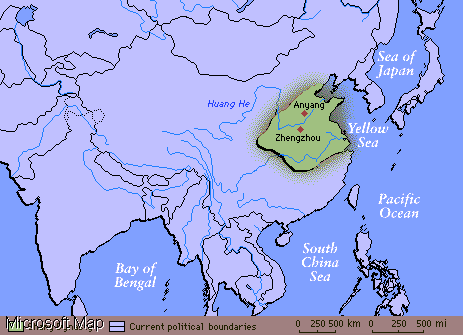 Sea of
Japan
Huang He
Anyang
Zhengzhou
Yellow
Sea
Pacific
Ocean
South
China
Sea
Bay of
Bengal
Microsoft Map
Current political boundaries
0 250 500 km
0 250 500 mi